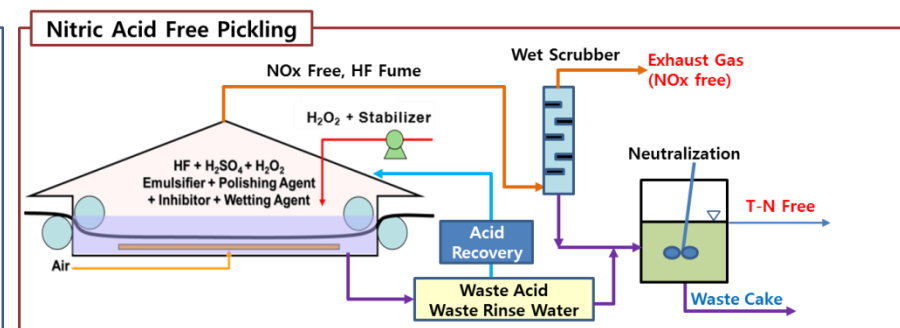 Nitric Acid Free Pickling
Wet Scrubber
Exhaust Gas
(NOx free)
NOx Free, HF Fume
H₂O₂ + Stabilizer
HF + H₂SO₄ + H₂O₂
Emulsifier + Polishing Agent
+ Inhibitor + Wetting Agent
Neutralization
T-N Free
Acid
Recovery
Air
Waste Acid
Waste Rinse Water
Waste Cake